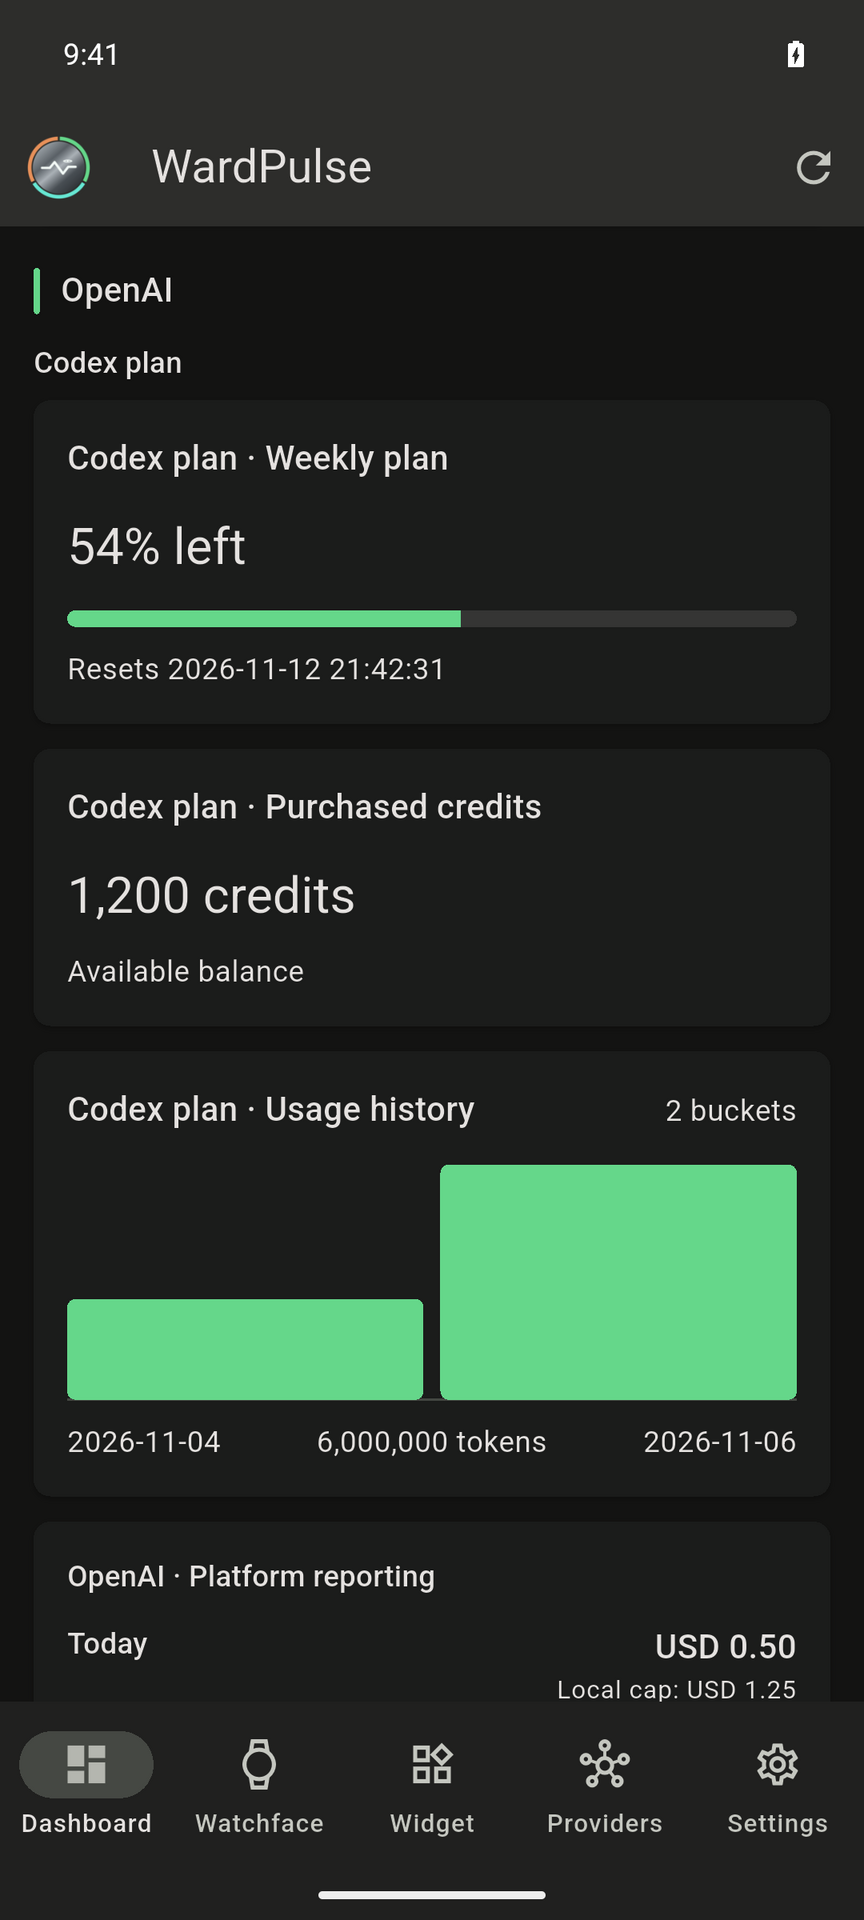 9:41
WardPulse
OpenAI
Codex plan
Codex plan · Weekly plan
54% left
Resets 2026-11-12 21:42:31
Codex plan · Purchased credits
1,200 credits
Available balance
Codex plan · Usage history 2 buckets
2026-11-04 6,000,000 tokens 2026-11-06
OpenAI · Platform reporting
Today USD 0.50
Local cap: USD 1.25
Dashboard Watchface Widget Providers Settings